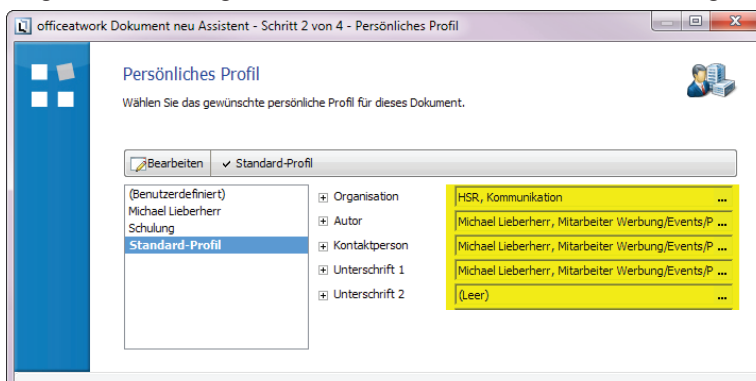 officeatwork Dokument neu Assistent - Schritt 2 von 4 - Persönliches Profil
Persönliches Profil
Wählen Sie das gewünschte persönliche Profil für dieses Dokument.
Bearbeiten ✓ Standard-Profil
(Benutzerdefiniert)
Michael Lieberherr
Schulung
Standard-Profil
Organisation HSR, Kommunikation ...
Autor Michael Lieberherr, Mitarbeiter Werbung/Events/P ...
Kontaktperson Michael Lieberherr, Mitarbeiter Werbung/Events/P ...
Unterschrift 1 Michael Lieberherr, Mitarbeiter Werbung/Events/P ...
Unterschrift 2 (Leer) ...